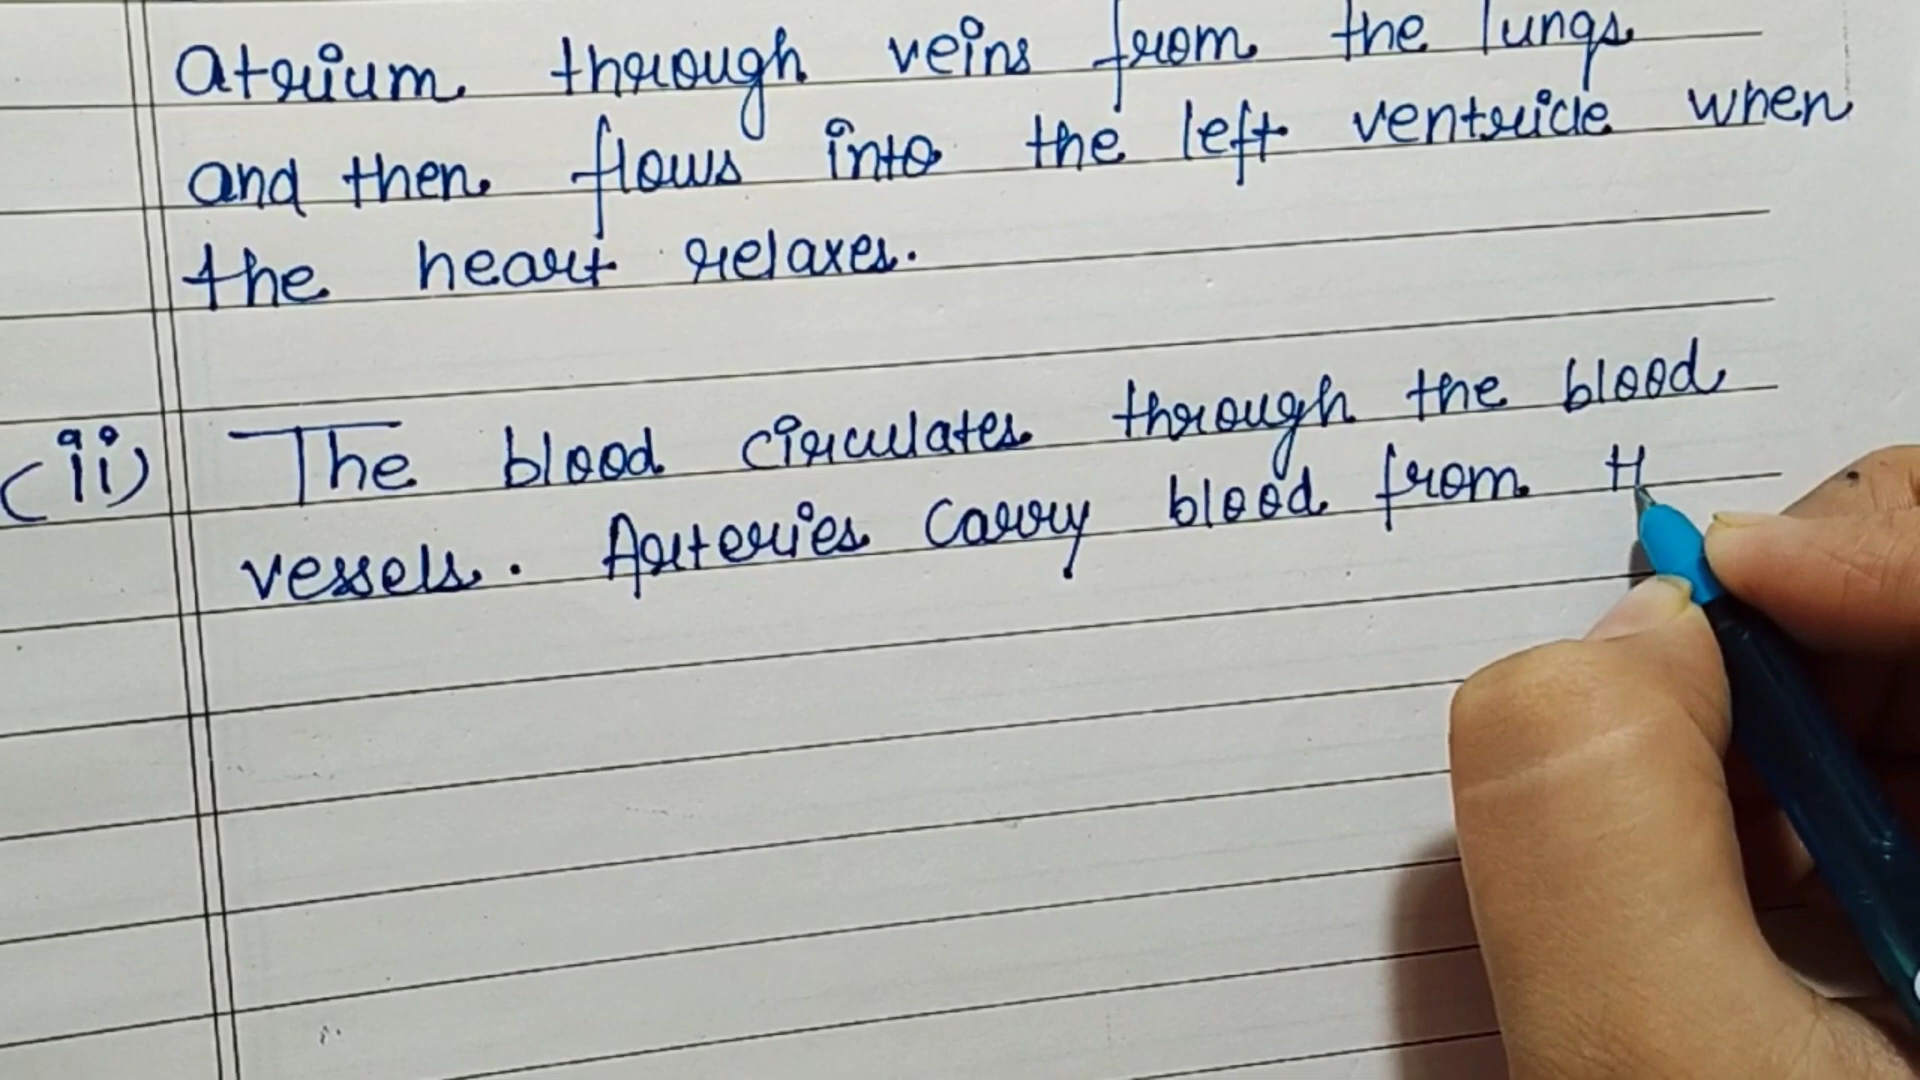 atrium through veins from the lungs
and then flows into the left ventricle when
the heart relaxes.
(ii) The blood circulates through the blood
vessels. Arteries carry blood from th